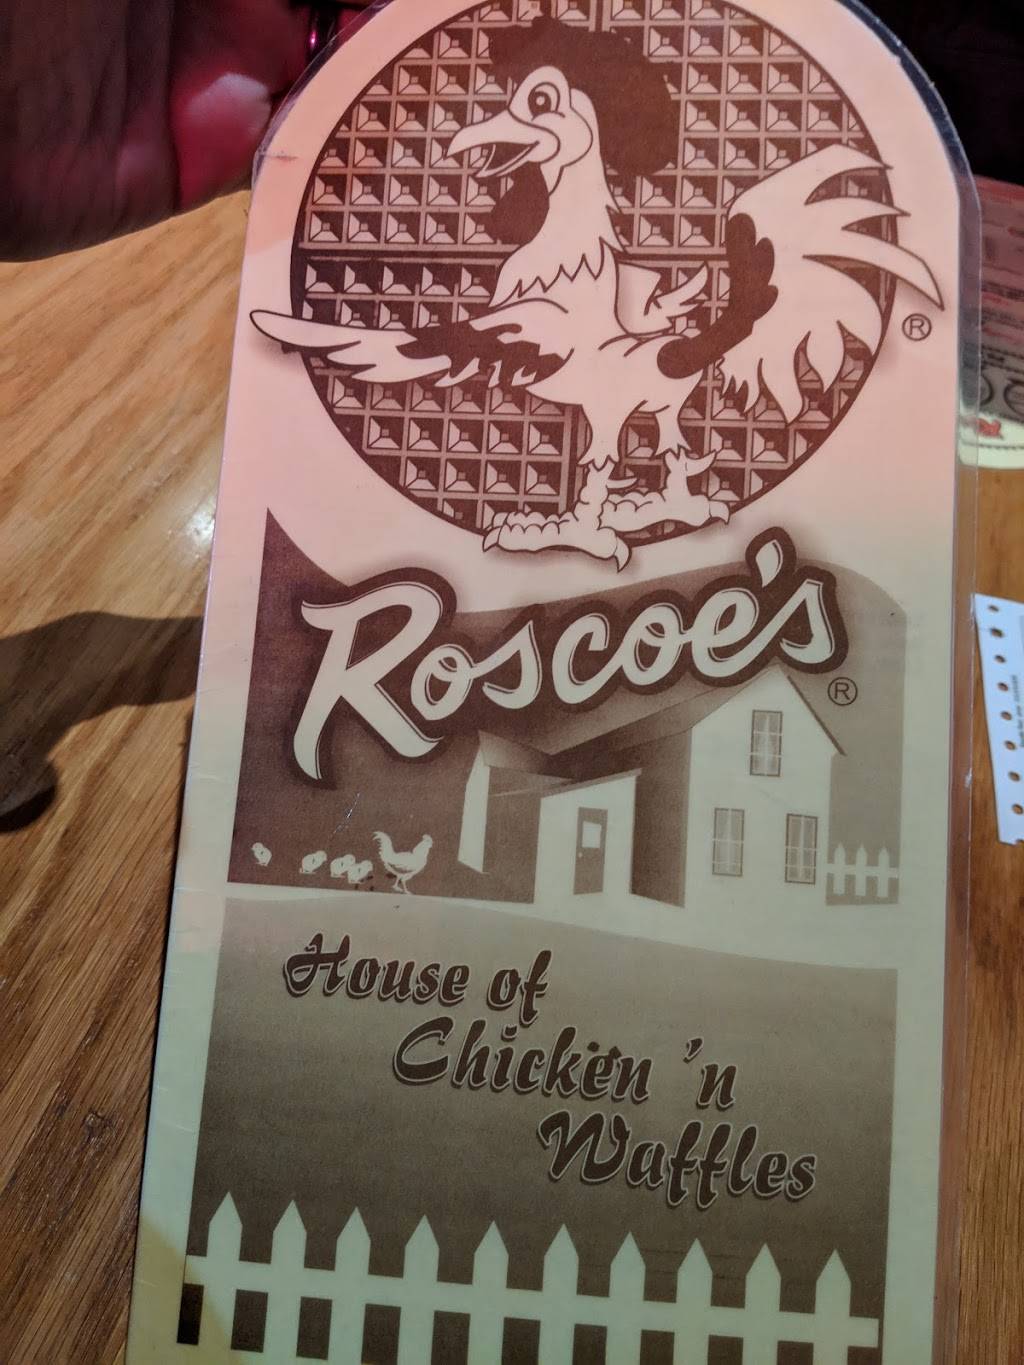 ®
Roscoe's
®
House of
Chicken 'n
Waffles